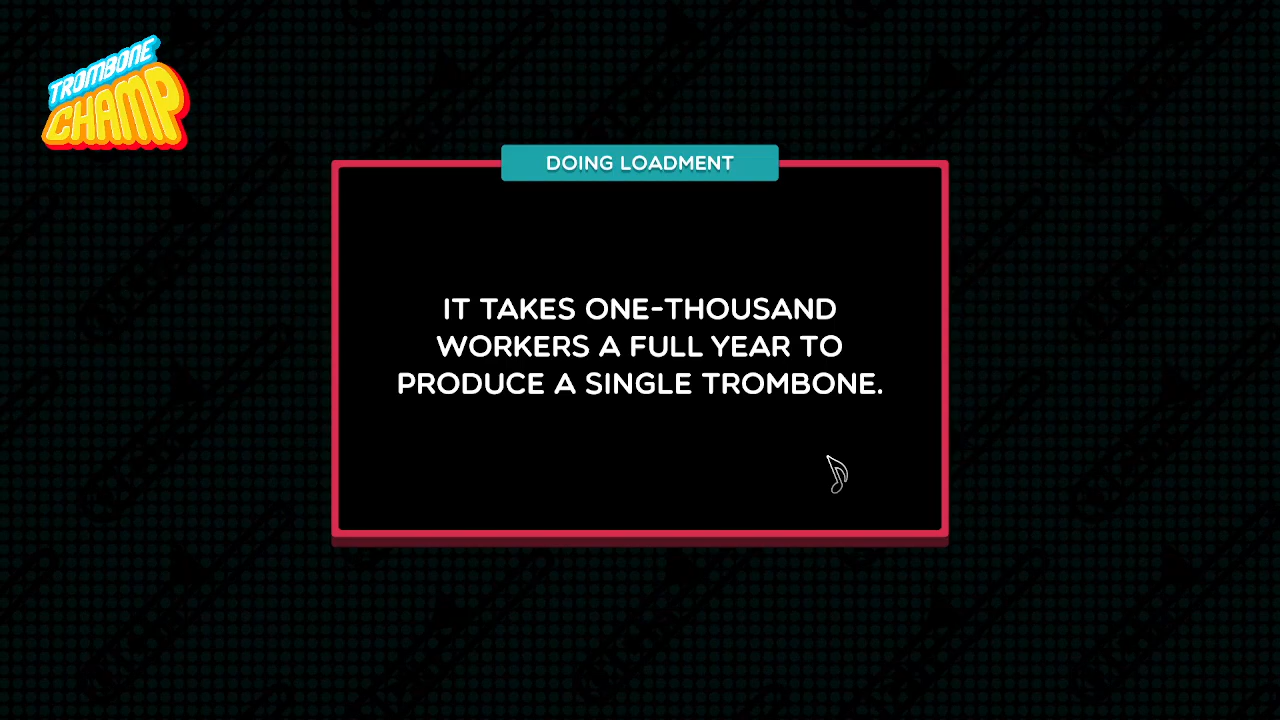 TROMBONE
CHAMP
DOING LOADMENT
IT TAKES ONE-THOUSAND
WORKERS A FULL YEAR TO
PRODUCE A SINGLE TROMBONE.